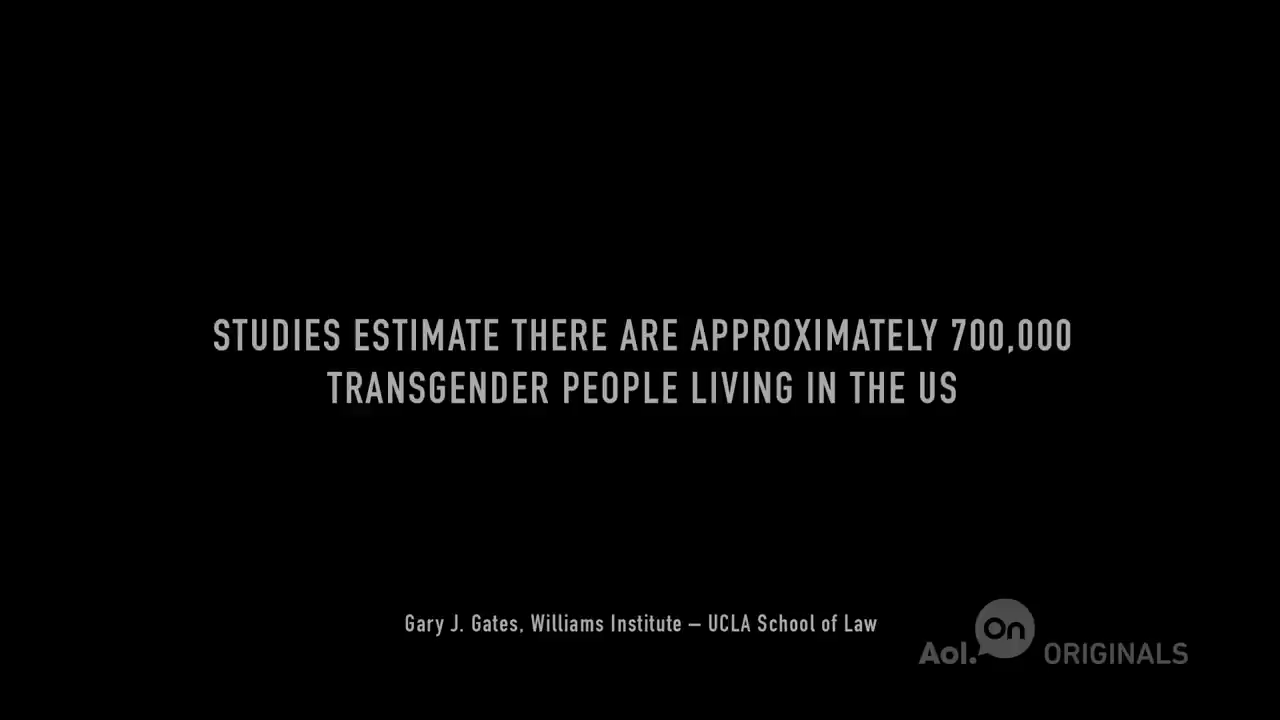 STUDIES ESTIMATE THERE ARE APPROXIMATELY 700,000
TRANSGENDER PEOPLE LIVING IN THE US
Gary J. Gates, Williams Institute – UCLA School of Law
Aol. On ORIGINALS